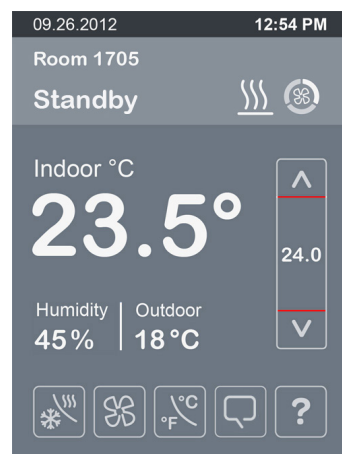 09.26.2012 12:54 PM
Room 1705
Standby
Indoor °C
23.5°
24.0
Humidity Outdoor
45% 18°C
°C
°F
?